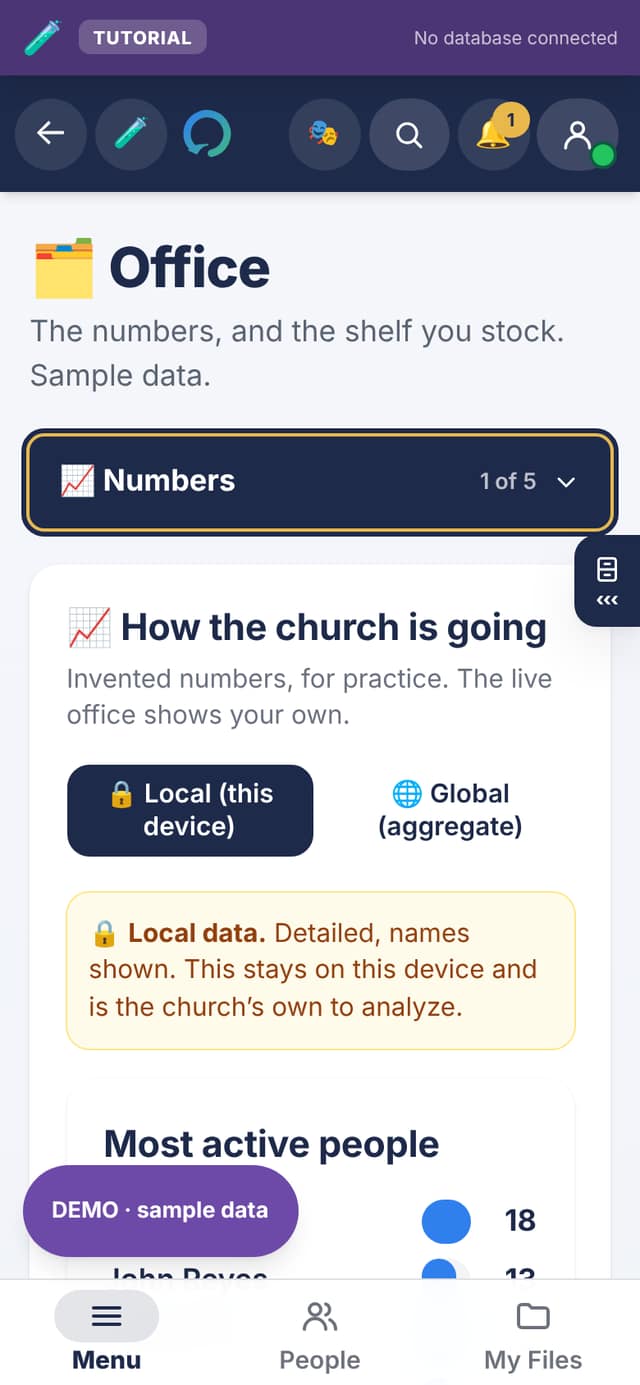 TUTORIAL
No database connected
1
Office
The numbers, and the shelf you stock.
Sample data.
Numbers
1 of 5
How the church is going
Invented numbers, for practice. The live
office shows your own.
Local (this
device)
Global
(aggregate)
Local data. Detailed, names
shown. This stays on this device and
is the church’s own to analyze.
Most active people
DEMO · sample data
18
Menu
People
My Files